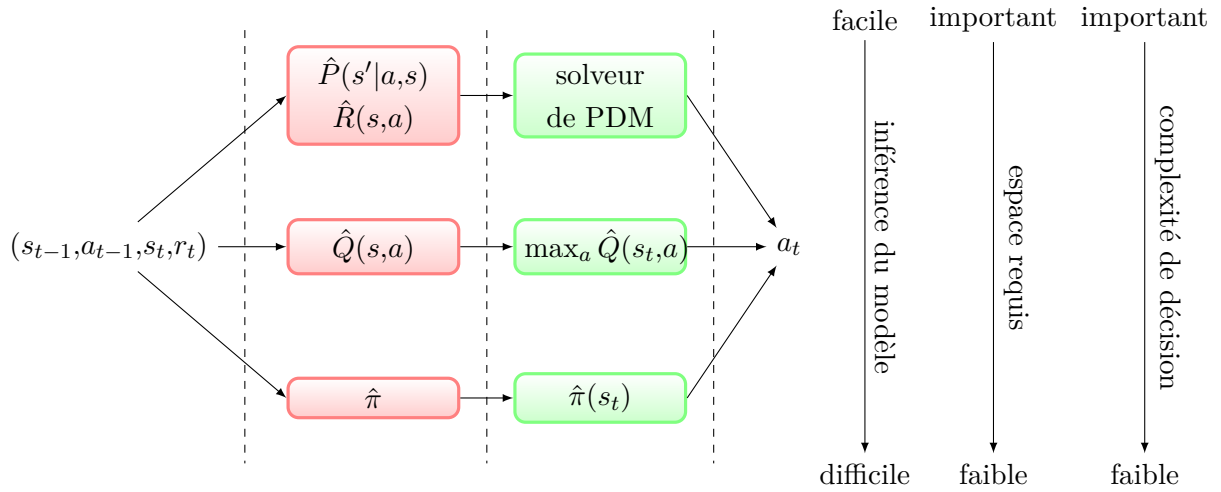 facile
important
important
P̂(s′|a,s)
R̂(s,a)
solveur
de PDM
(s_{t−1},a_{t−1},s_t,r_t)
Q̂(s,a)
max_a Q̂(s_t,a)
a_t
π̂
π̂(s_t)
inférence du modèle
espace requis
complexité de décision
difficile
faible
faible